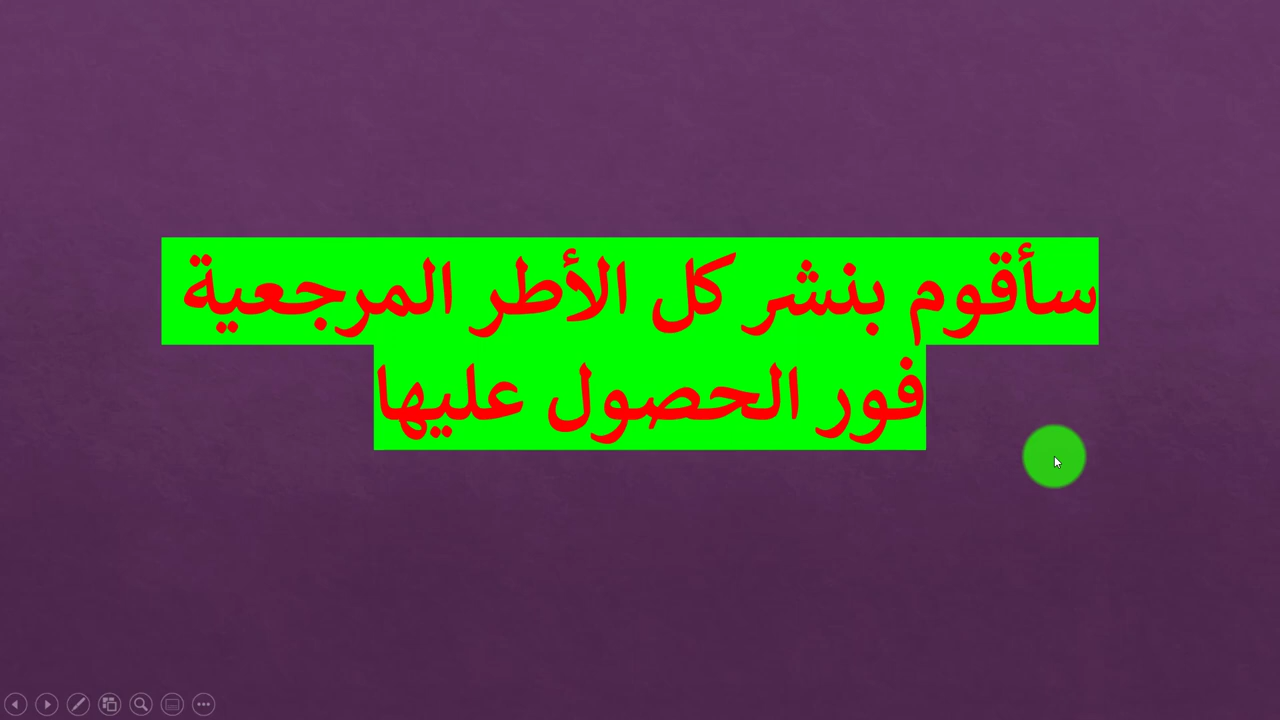 سأقوم بنشر كل الأطر المرجعية
فور الحصول عليها